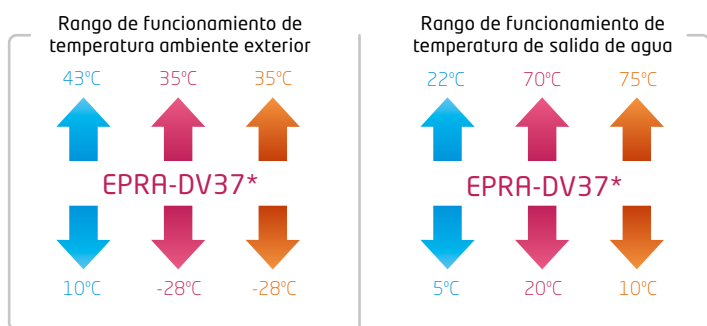 Rango de funcionamiento de
temperatura ambiente exterior
43ºC 35ºC 35ºC
EPRA-DV37*
10ºC -28ºC -28ºC
Rango de funcionamiento de
temperatura de salida de agua
22ºC 70ºC 75ºC
EPRA-DV37*
5ºC 20ºC 10ºC